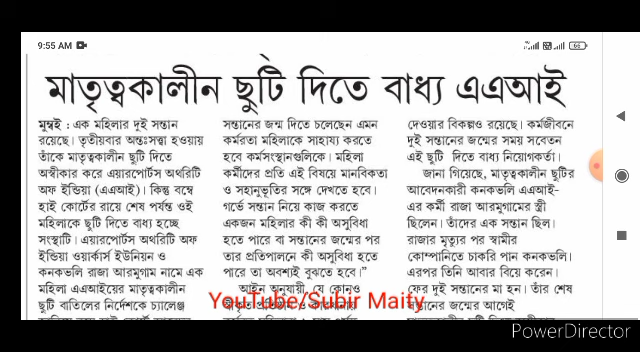 9:55 AM
66
মাতৃত্বকালীন ছুটি দিতে বাধ্য এএআই
মুম্বই : এক মহিলার দুই সন্তান
রয়েছে। তৃতীয়বার অন্তঃসত্ত্বা হওয়ায়
তাঁকে মাতৃত্বকালীন ছুটি দিতে
অস্বীকার করে এয়ারপোর্টস অথরিটি
অফ ইন্ডিয়া (এএআই)। কিন্তু বম্বে
হাই কোর্টের রায়ে শেষ পর্যন্ত ওই
মহিলাকে ছুটি দিতে বাধ্য হচ্ছে
সংস্থাটি। এয়ারপোর্টস অথরিটি অফ
ইন্ডিয়া ওয়ার্কার্স ইউনিয়ন ও
কনকভলি রাজা আরমুগাম নামে এক
মহিলা এএআইয়ের মাতৃত্বকালীন
ছুটি বাতিলের নির্দেশকে চ্যালেঞ্জ
সন্তানের জন্ম দিতে চলেছেন এমন
কর্মরতা মহিলাকে সাহায্য করতে
হবে কর্মসংস্থানগুলিকে। মহিলা
কর্মীদের প্রতি এই বিষয়ে মানবিকতা
ও সহানুভূতির সঙ্গে দেখতে হবে।
গর্ভে সন্তান নিয়ে কাজ করতে
একজন মহিলার কী কী অসুবিধা
হতে পারে বা সন্তানের জন্মের পর
তার প্রতিপালনে কী অসুবিধা হতে
পারে তা অবশ্যই বুঝতে হবে।”
আইন অনুযায়ী, যে কোনও
দেওয়ার বিকল্পও রয়েছে। কর্মজীবনে
দুই সন্তানের জন্মের সময় সবেতন
এই ছুটি দিতে বাধ্য নিয়োগকর্তা।
জানা গিয়েছে, মাতৃত্বকালীন ছুটির
আবেদনকারী কনকভলি এএআই-
এর কর্মী রাজা আরমুগামের স্ত্রী
ছিলেন। তাঁদের এক সন্তান ছিল।
রাজার মৃত্যুর পর স্বামীর
কোম্পানিতে চাকরি পান কনকভলি।
এরপর তিনি আবার বিয়ে করেন।
ফের দুই সন্তানের মা হন। তাঁর শেষ
সন্তানের জন্মের আগেই
YouTube/Subir Maity
PowerDirector